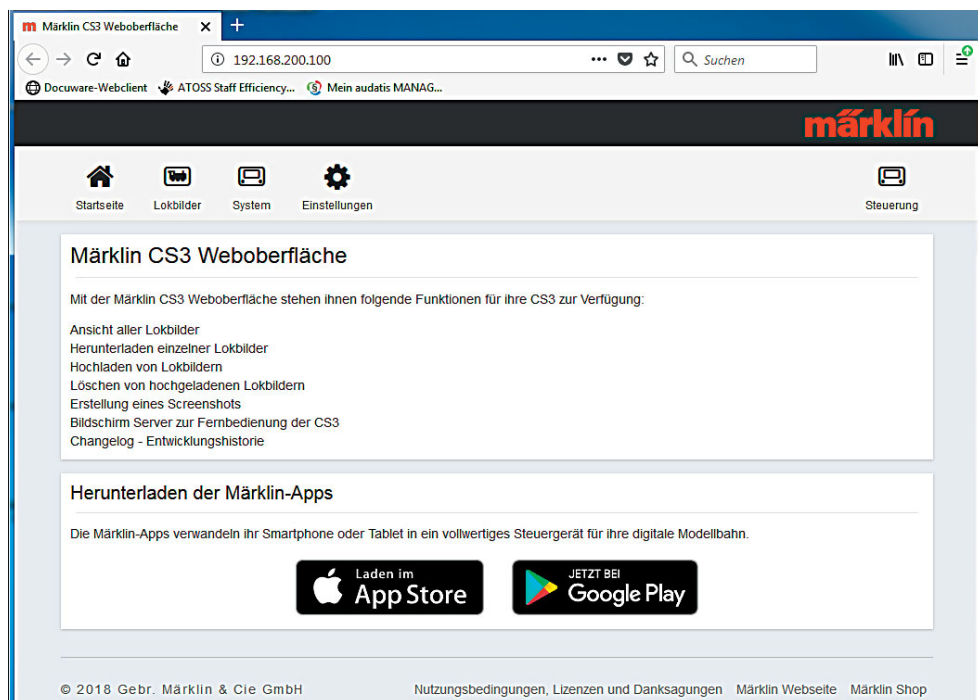 m Märklin CS3 Weboberfläche
192.168.200.100
Suchen
Docuware-Webclient ATOSS Staff Efficiency... Mein audatis MANAG...
märklin
Startseite Lokbilder System Einstellungen Steuerung
Märklin CS3 Weboberfläche
Mit der Märklin CS3 Weboberfläche stehen ihnen folgende Funktionen für ihre CS3 zur Verfügung:
Ansicht aller Lokbilder
Herunterladen einzelner Lokbilder
Hochladen von Lokbildern
Löschen von hochgeladenen Lokbildern
Erstellung eines Screenshots
Bildschirm Server zur Fernbedienung der CS3
Changelog - Entwicklungshistorie
Herunterladen der Märklin-Apps
Die Märklin-Apps verwandeln ihr Smartphone oder Tablet in ein vollwertiges Steuergerät für ihre digitale Modellbahn.
Laden im
App Store
JETZT BEI
Google Play
© 2018 Gebr. Märklin & Cie GmbH Nutzungsbedingungen, Lizenzen und Danksagungen Märklin Webseite Märklin Shop